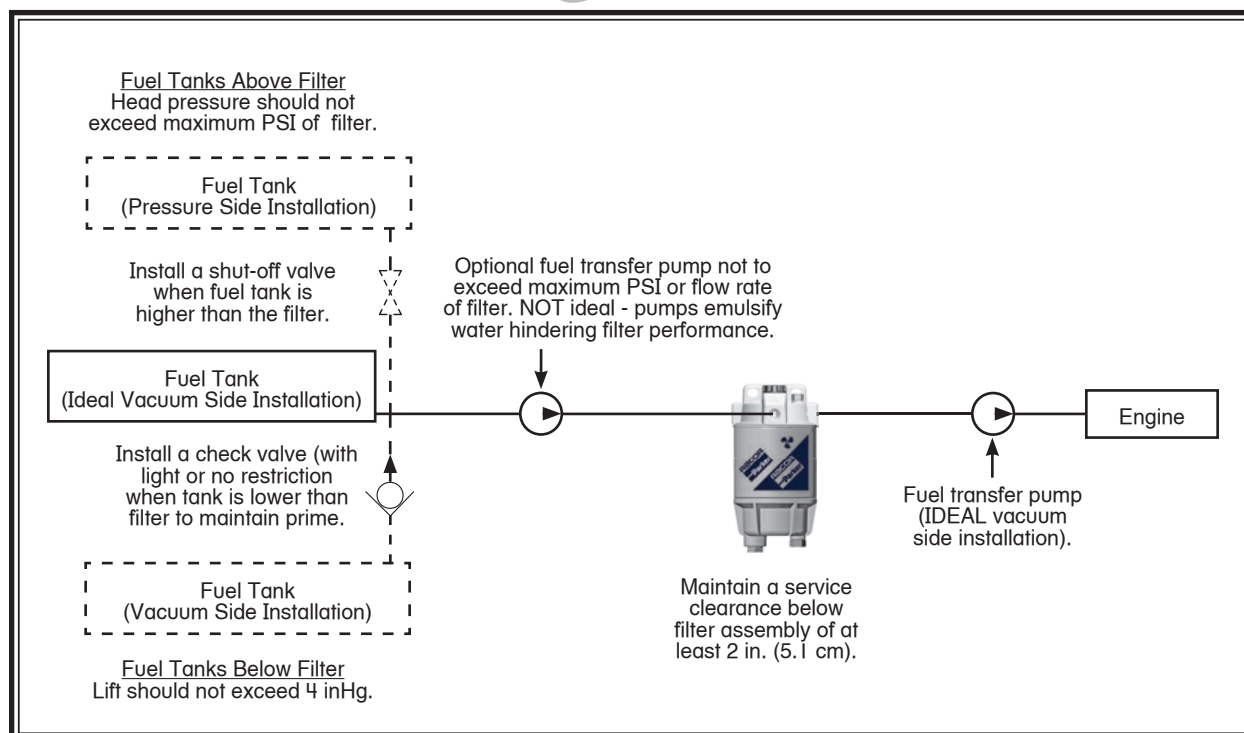 Fuel Tanks Above Filter
Head pressure should not
exceed maximum PSI of filter.
Fuel Tank
(Pressure Side Installation)
Install a shut-off valve
when fuel tank is
higher than the filter.
Optional fuel transfer pump not to
exceed maximum PSI or flow rate
of filter. NOT ideal - pumps emulsify
water hindering filter performance.
Fuel Tank
(Ideal Vacuum Side Installation)
Engine
Install a check valve (with
light or no restriction
when tank is lower than
filter to maintain prime.
RACOR
Parker
RACOR
Parker
Fuel transfer pump
(IDEAL vacuum
side installation).
Fuel Tank
(Vacuum Side Installation)
Maintain a service
clearance below
filter assembly of at
least 2 in. (5.1 cm).
Fuel Tanks Below Filter
Lift should not exceed 4 inHg.